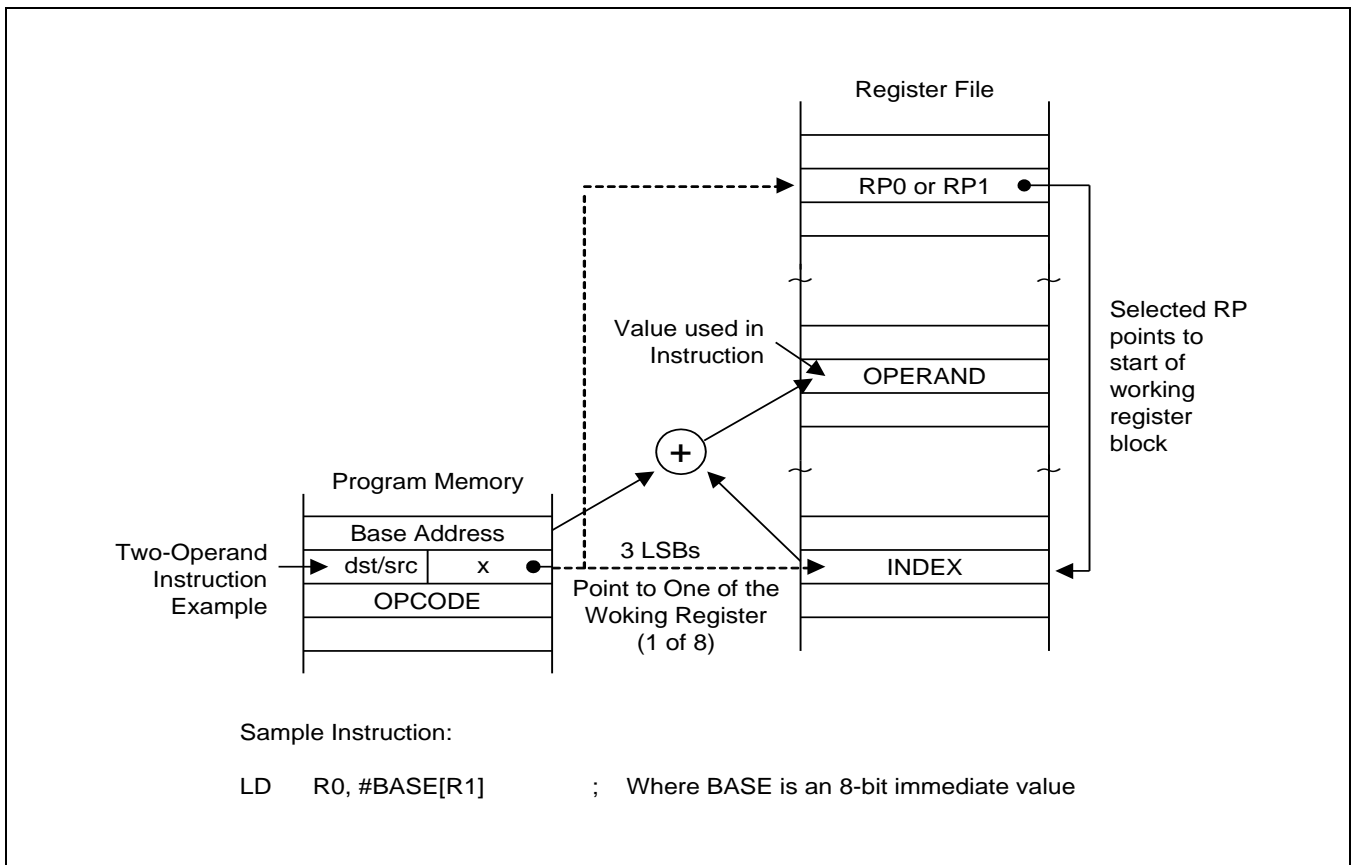 Register File
RP0 or RP1
Selected RP
points to
start of
working
register
block
Value used in
Instruction
OPERAND
+
Program Memory
Base Address
Two-Operand
Instruction
Example
dst/src
x
OPCODE
3 LSBs
Point to One of the
Woking Register
(1 of 8)
INDEX
Sample Instruction:
LD R0, #BASE[R1] ; Where BASE is an 8-bit immediate value